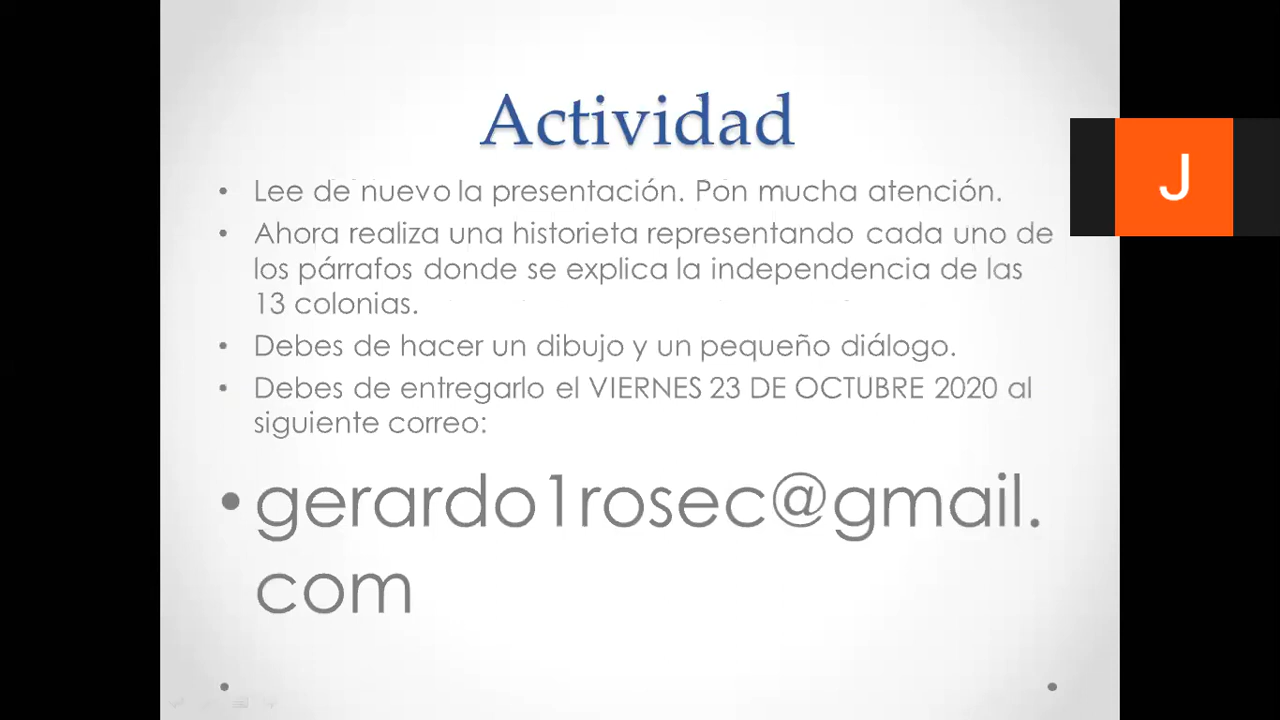 Actividad
• Lee de nuevo la presentación. Pon mucha atención.
• Ahora realiza una historieta representando cada uno de
los párrafos donde se explica la independencia de las
13 colonias.
• Debes de hacer un dibujo y un pequeño diálogo.
• Debes de entregarlo el VIERNES 23 DE OCTUBRE 2020 al
siguiente correo:
• gerardo1rosec@gmail.
com
J